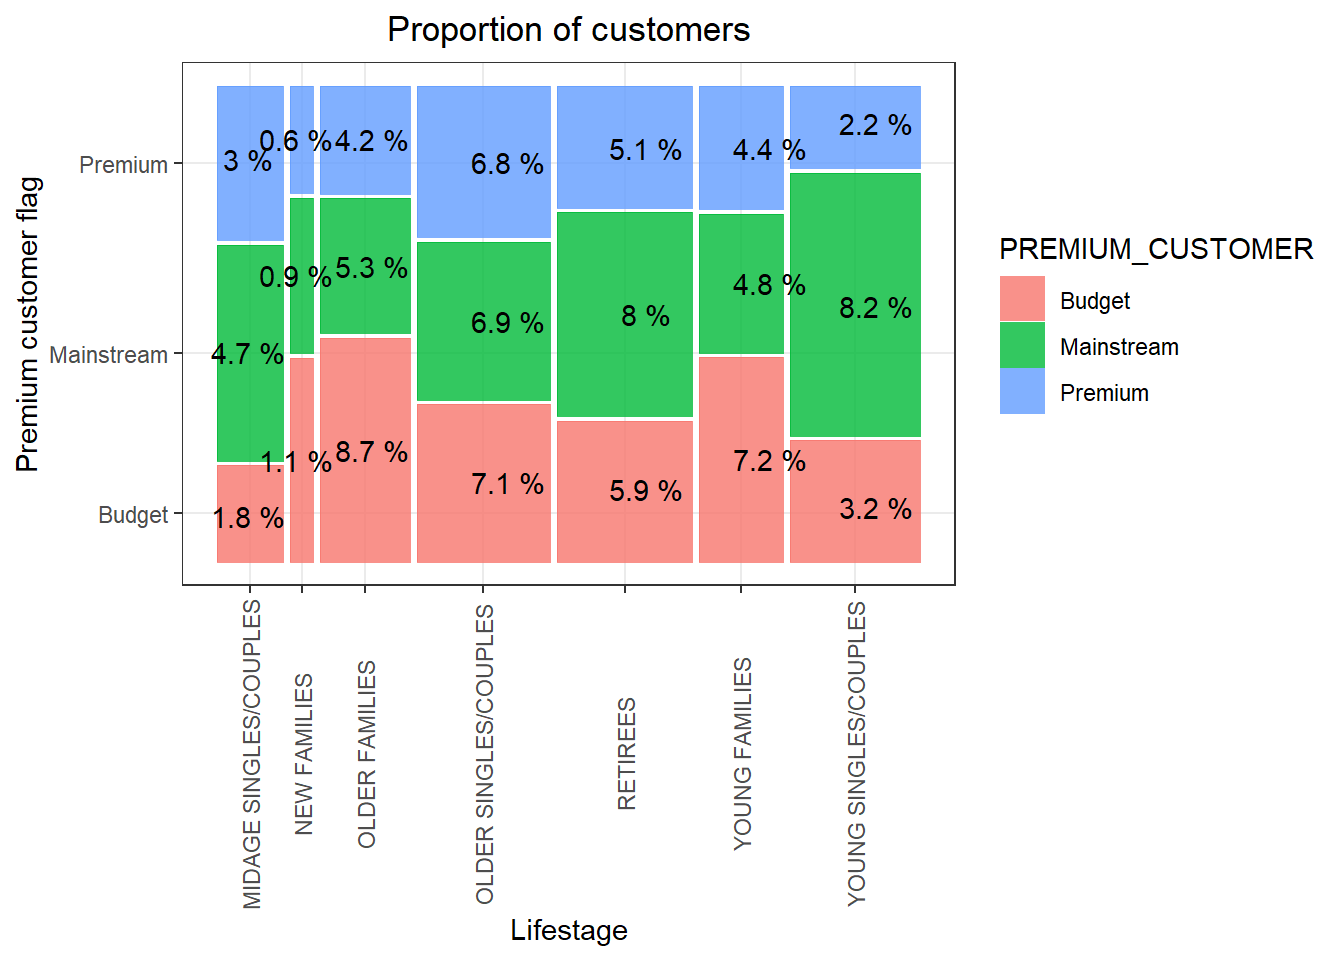 Proportion of customers
Premium customer flag
Premium
Mainstream
Budget
3 %
0.6 %
4.2 %
6.8 %
5.1 %
4.4 %
2.2 %
4.7 %
0.9 %
5.3 %
6.9 %
8 %
4.8 %
8.2 %
1.8 %
1.1 %
8.7 %
7.1 %
5.9 %
7.2 %
3.2 %
MIDAGE SINGLES/COUPLES
NEW FAMILIES
OLDER FAMILIES
OLDER SINGLES/COUPLES
RETIREES
YOUNG FAMILIES
YOUNG SINGLES/COUPLES
Lifestage
PREMIUM_CUSTOMER
Budget
Mainstream
Premium